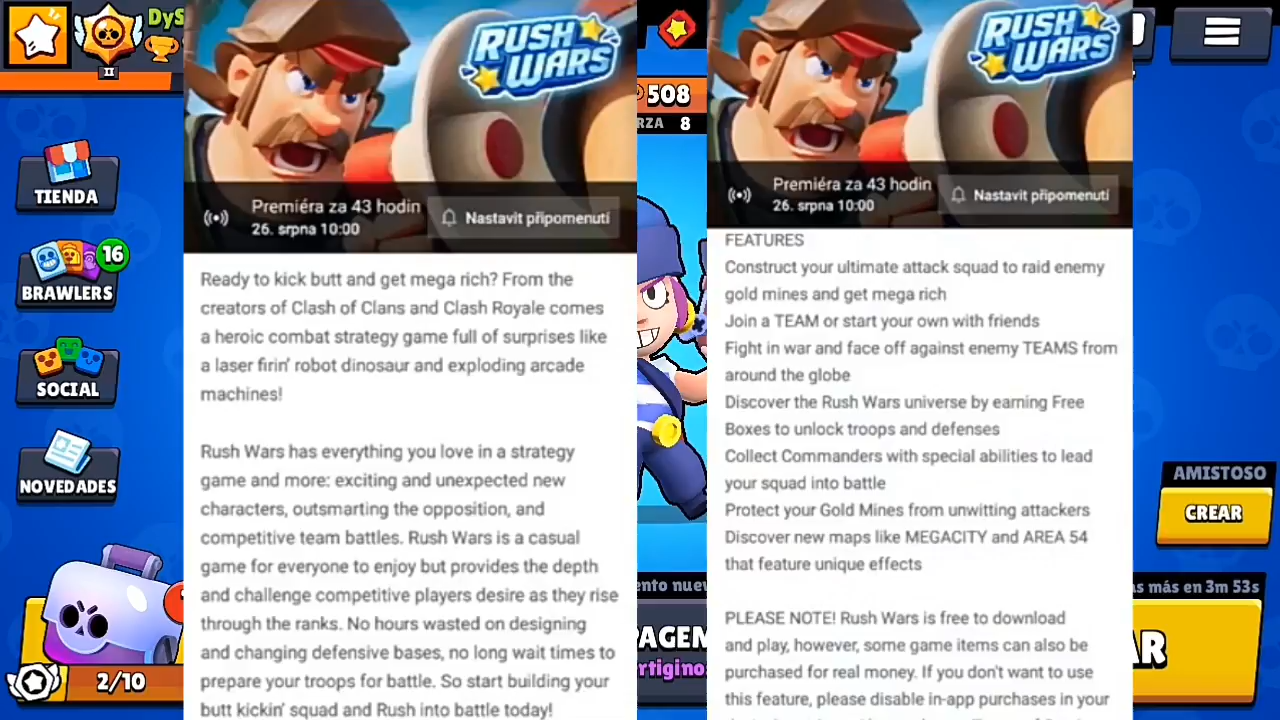 DyS
II
TIENDA
16
BRAWLERS
SOCIAL
NOVEDADES
2/10
RUSH
WARS
Premiéra za 43 hodin
26. srpna 10:00
Nastavit připomenutí
Ready to kick butt and get mega rich? From the
creators of Clash of Clans and Clash Royale comes
a heroic combat strategy game full of surprises like
a laser firin' robot dinosaur and exploding arcade
machines!
Rush Wars has everything you love in a strategy
game and more: exciting and unexpected new
characters, outsmarting the opposition, and
competitive team battles. Rush Wars is a casual
game for everyone to enjoy but provides the depth
and challenge competitive players desire as they rise
through the ranks. No hours wasted on designing
and changing defensive bases, no long wait times to
prepare your troops for battle. So start building your
butt kickin' squad and Rush into battle today!
508
RZA 8
ento nuev
PAGEM
rtigino
RUSH
WARS
Premiéra za 43 hodin
26. srpna 10:00
Nastavit připomenutí
FEATURES
Construct your ultimate attack squad to raid enemy
gold mines and get mega rich
Join a TEAM or start your own with friends
Fight in war and face off against enemy TEAMS from
around the globe
Discover the Rush Wars universe by earning Free
Boxes to unlock troops and defenses
Collect Commanders with special abilities to lead
your squad into battle
Protect your Gold Mines from unwitting attackers
Discover new maps like MEGACITY and AREA 54
that feature unique effects
PLEASE NOTE! Rush Wars is free to download
and play, however, some game items can also be
purchased for real money. If you don't want to use
this feature, please disable in-app purchases in your
AMISTOSO
CREAR
s más en 3m 53s
AR